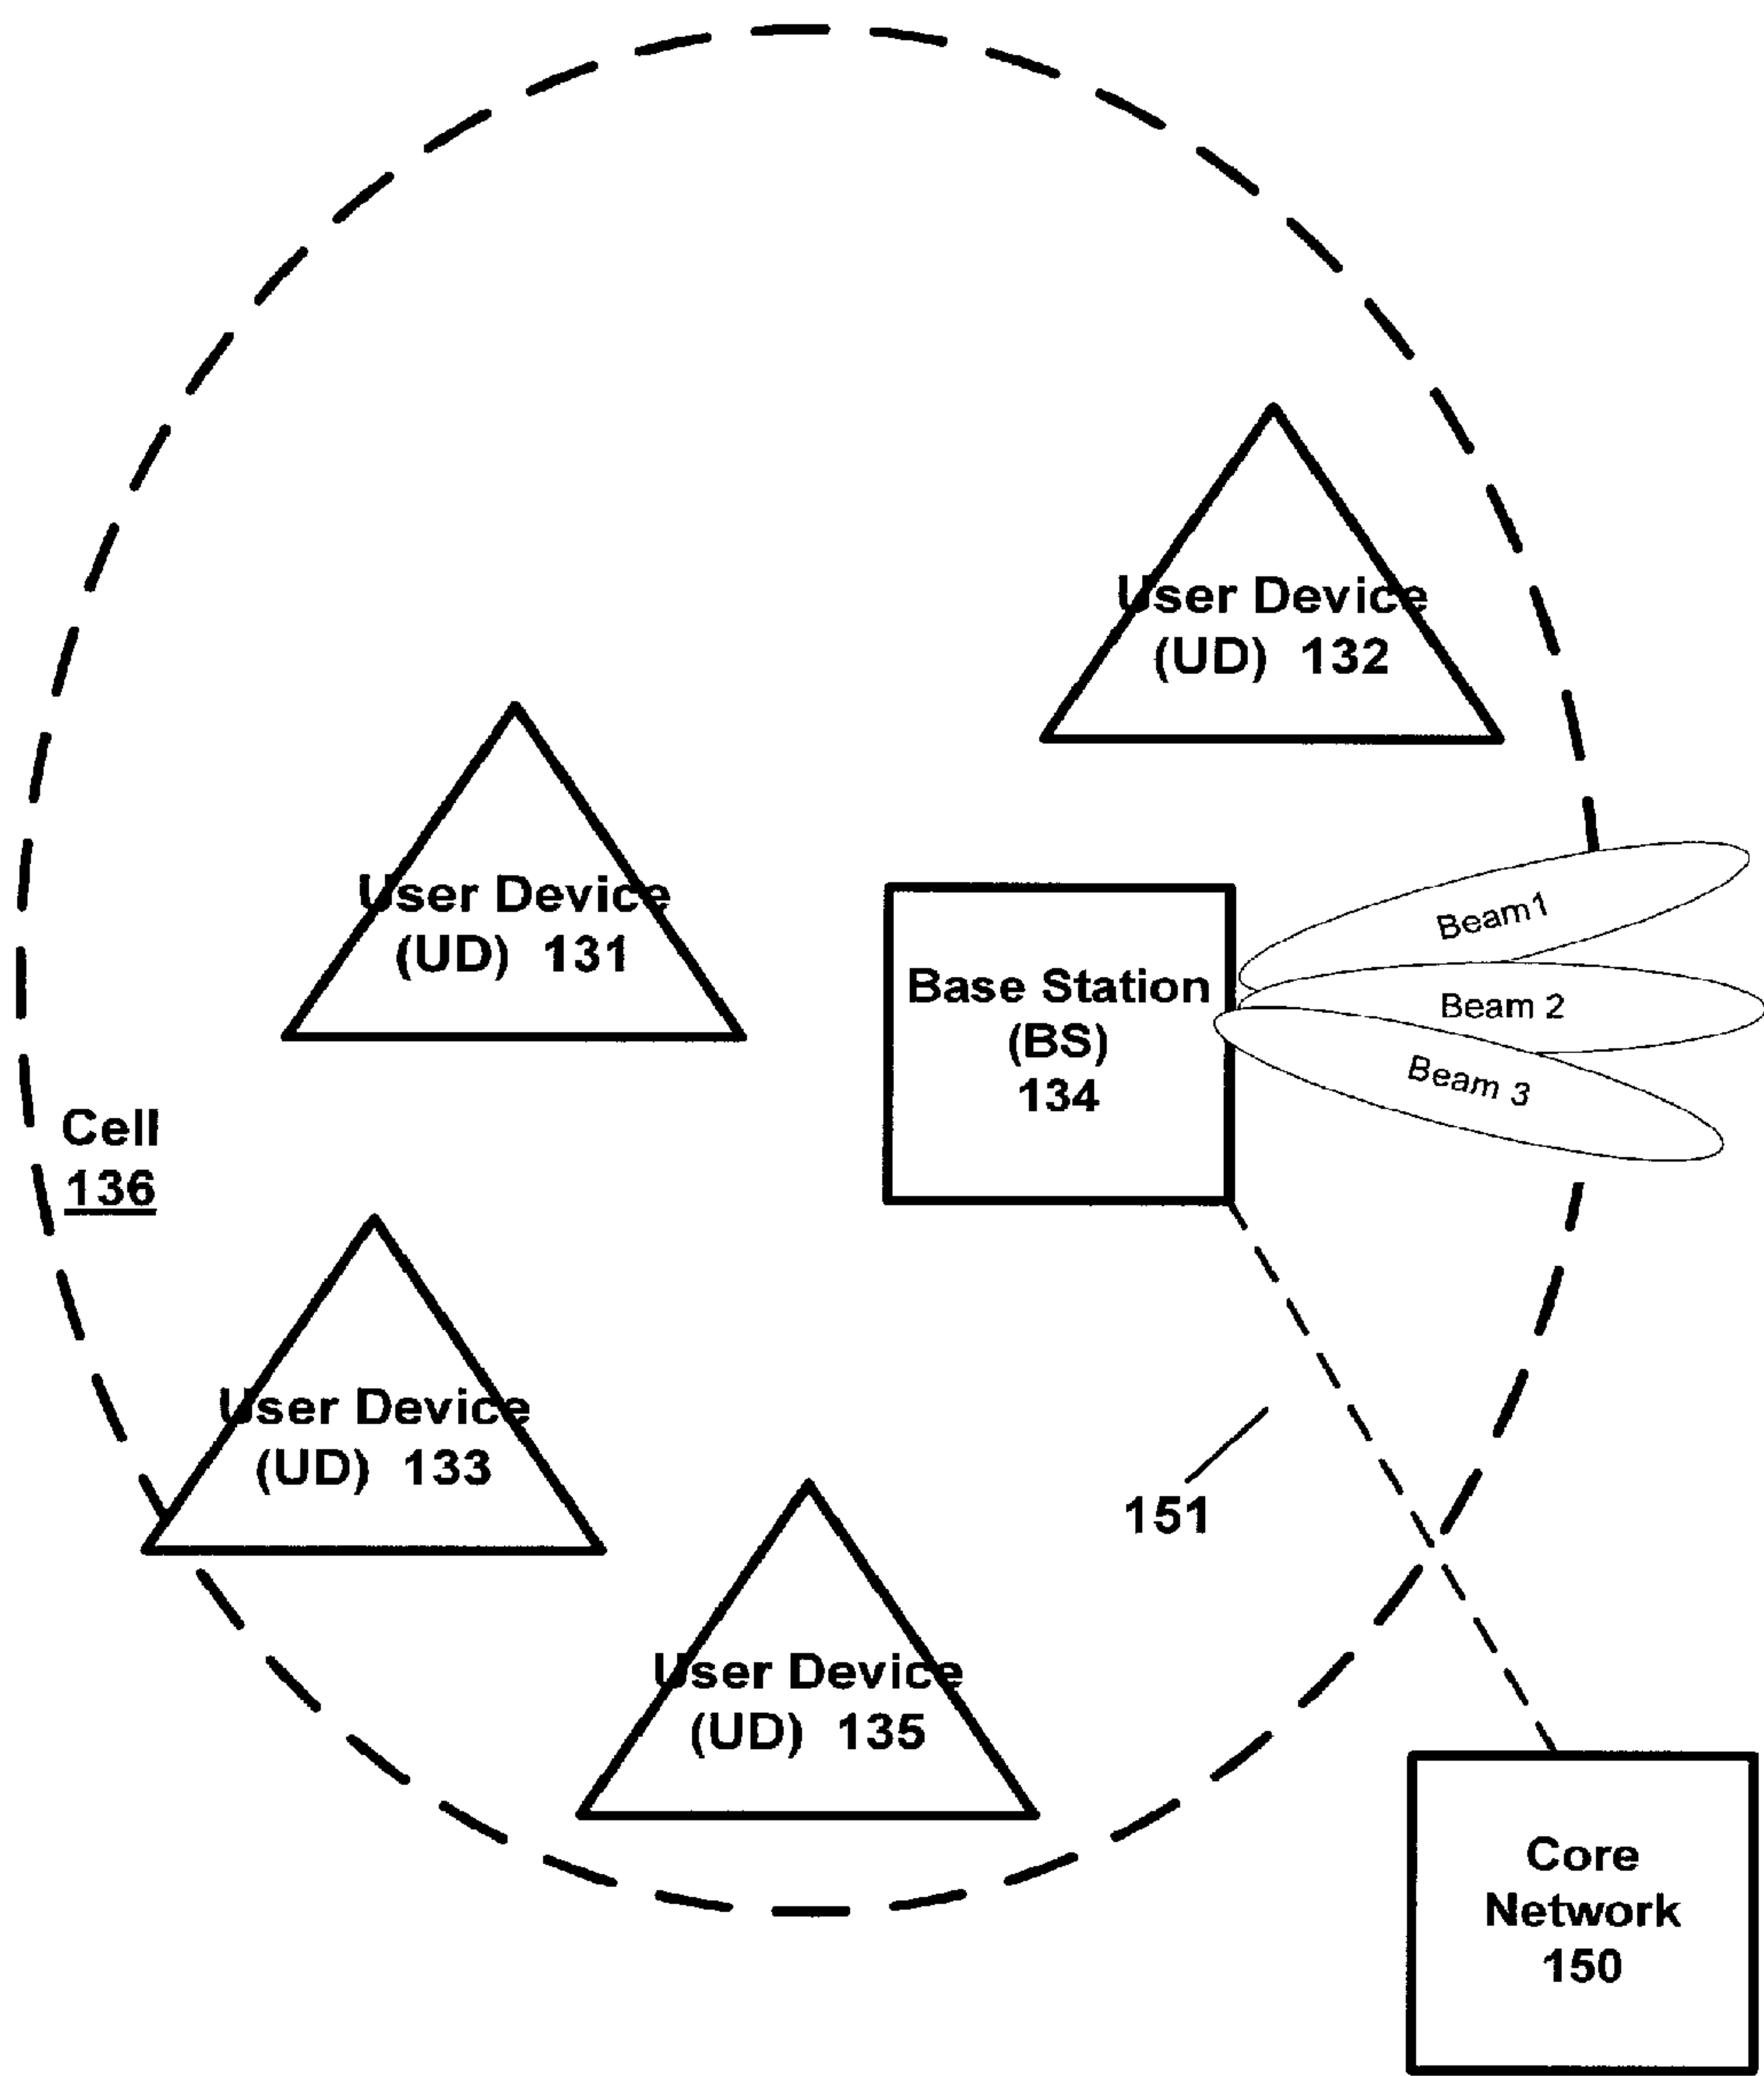 User Device
(UD) 132
User Device
(UD) 131
Beam1
Base Station
(BS)
134
Beam 2
Beam 3
Cell
136
User Device
(UD) 133
151
User Device
(UD) 135
Core
Network
150